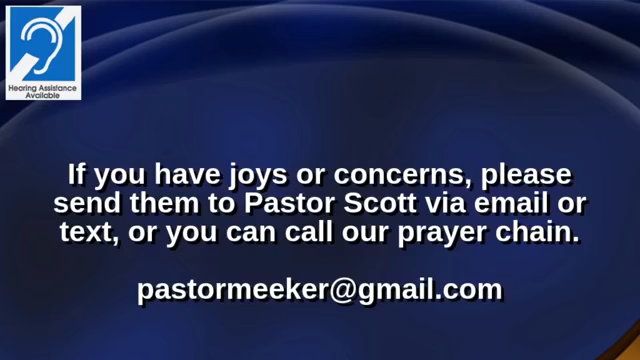 Hearing Assistance
Available
If you have joys or concerns, please
send them to Pastor Scott via email or
text, or you can call our prayer chain.
pastormeeker@gmail.com